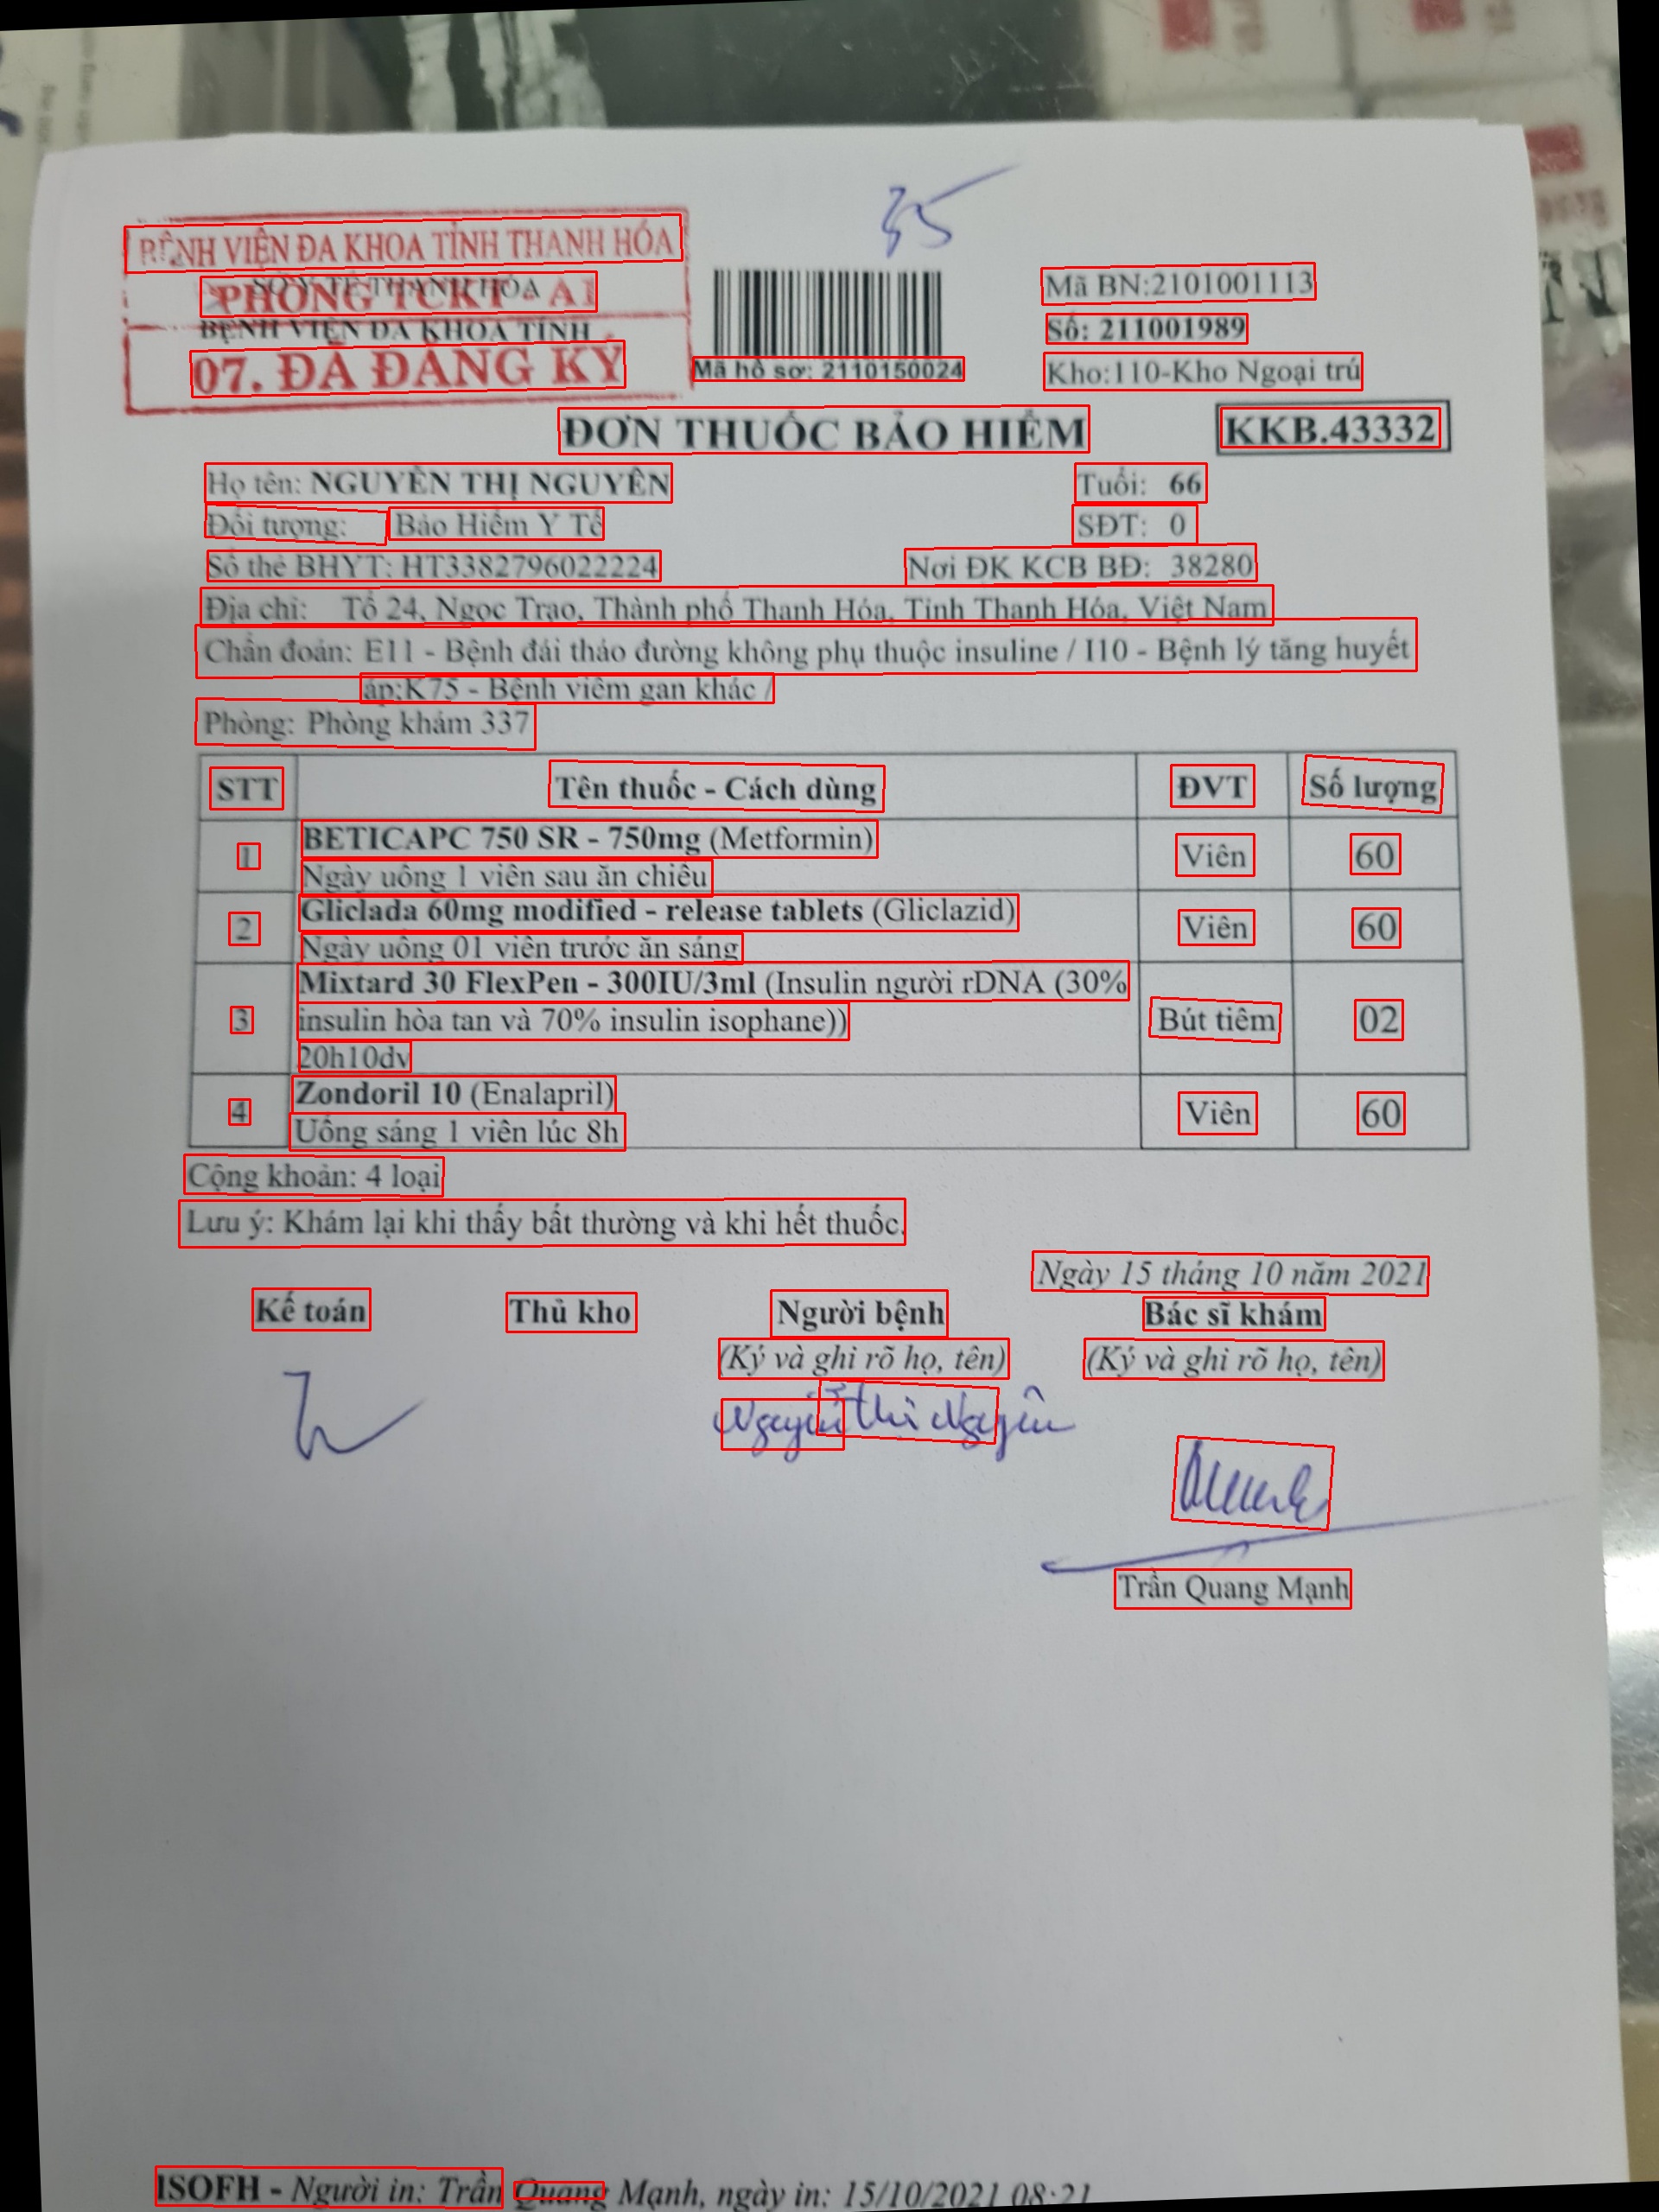 35
BỆNH VIỆN ĐA KHOA TỈNH THANH HÓA
SỞ Y TẾ THANH HÓA
PHÒNG TCKT - A1
BỆNH VIỆN ĐA KHOA TỈNH
07. ĐÃ ĐĂNG KÝ
Mã hồ sơ: 2110150024
Mã BN:2101001113
Số: 211001989
Kho:110-Kho Ngoại trú
ĐƠN THUỐC BẢO HIỂM KKB.43332
Họ tên: NGUYỄN THỊ NGUYÊN Tuổi: 66
Đối tượng: Bảo Hiểm Y Tế SĐT: 0
Số thẻ BHYT: HT3382796022224 Nơi ĐK KCB BĐ: 38280
Địa chỉ: Tổ 24, Ngọc Trạo, Thành phố Thanh Hóa, Tỉnh Thanh Hóa, Việt Nam
Chẩn đoán: E11 - Bệnh đái tháo đường không phụ thuộc insuline / I10 - Bệnh lý tăng huyết
áp;K75 - Bệnh viêm gan khác /
Phòng: Phòng khám 337
STT Tên thuốc - Cách dùng ĐVT Số lượng
1 BETICAPC 750 SR - 750mg (Metformin) Viên 60
Ngày uống 1 viên sau ăn chiều
2 Gliclada 60mg modified - release tablets (Gliclazid) Viên 60
Ngày uống 01 viên trước ăn sáng
3 Mixtard 30 FlexPen - 300IU/3ml (Insulin người rDNA (30%
insulin hòa tan và 70% insulin isophane)) Bút tiêm 02
20h10dv
4 Zondoril 10 (Enalapril) Viên 60
Uống sáng 1 viên lúc 8h
Cộng khoản: 4 loại
Lưu ý: Khám lại khi thấy bất thường và khi hết thuốc.
Ngày 15 tháng 10 năm 2021
Kế toán Thủ kho Người bệnh Bác sĩ khám
(Ký và ghi rõ họ, tên) (Ký và ghi rõ họ, tên)
Nguyễn Thị Nguyên
Trần Quang Mạnh
ISOFH - Người in: Trần Quang Mạnh, ngày in: 15/10/2021 08:21